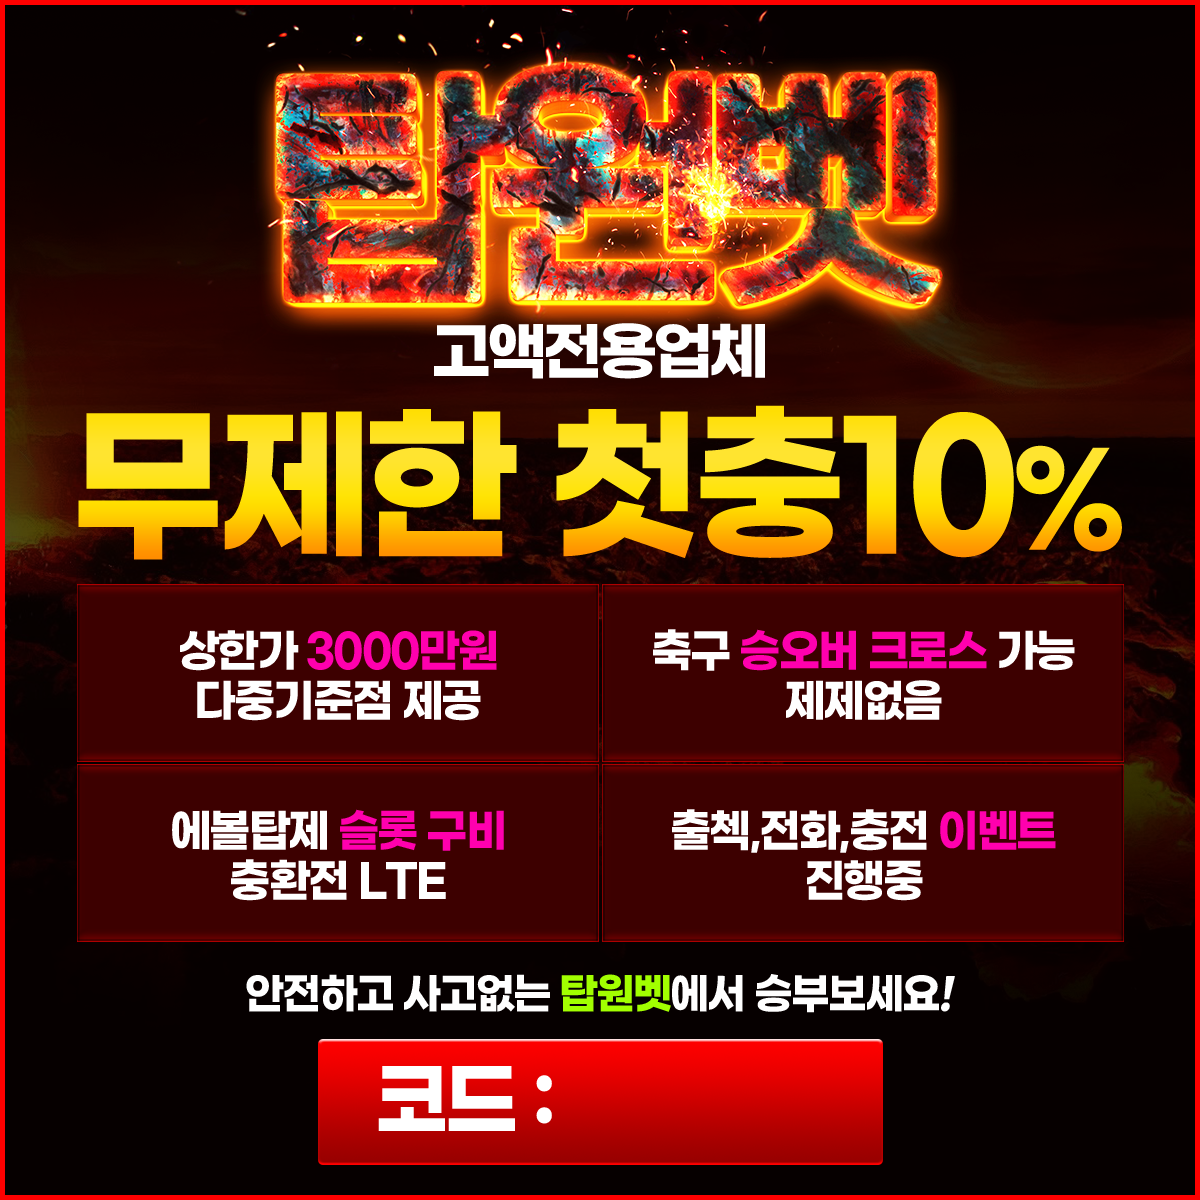 탑원벳
고액전용업체
무제한 첫충10%
상한가 3000만원
다중기준점 제공
축구 승오버 크로스 가능
제제없음
에볼탑제 슬롯 구비
충환전 LTE
출첵,전화,충전 이벤트
진행중
안전하고 사고없는 탑원벳에서 승부보세요!
코드 :